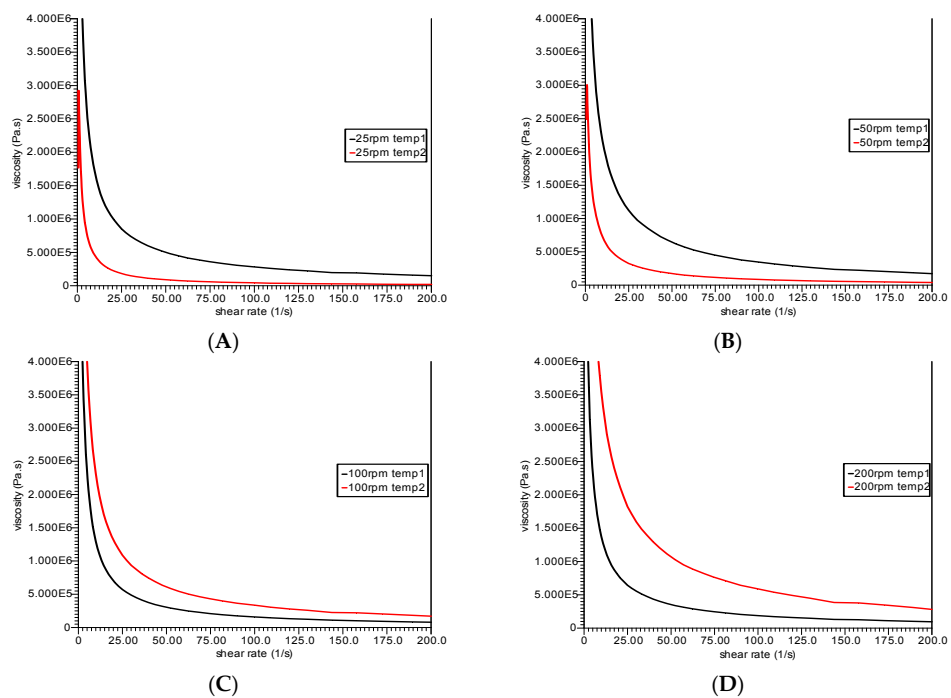 4.000E6
3.500E6
3.000E6
2.500E6
2.000E6
1.500E6
1.000E6
5.000E5
0
viscosity (Pa.s)
25rpm temp1
25rpm temp2
0 25.00 50.00 75.00 100.0 125.0 150.0 175.0 200.0
shear rate (1/s)
(A)
4.000E6
3.500E6
3.000E6
2.500E6
2.000E6
1.500E6
1.000E6
5.000E5
0
viscosity (Pa.s)
50rpm temp1
50rpm temp2
0 25.00 50.00 75.00 100.0 125.0 150.0 175.0 200.0
shear rate (1/s)
(B)
4.000E6
3.500E6
3.000E6
2.500E6
2.000E6
1.500E6
1.000E6
5.000E5
0
viscosity (Pa.s)
100rpm temp1
100rpm temp2
0 25.00 50.00 75.00 100.0 125.0 150.0 175.0 200.0
shear rate (1/s)
(C)
4.000E6
3.500E6
3.000E6
2.500E6
2.000E6
1.500E6
1.000E6
5.000E5
0
viscosity (Pa.s)
200rpm temp1
200rpm temp2
0 25.00 50.00 75.00 100.0 125.0 150.0 175.0 200.0
shear rate (1/s)
(D)